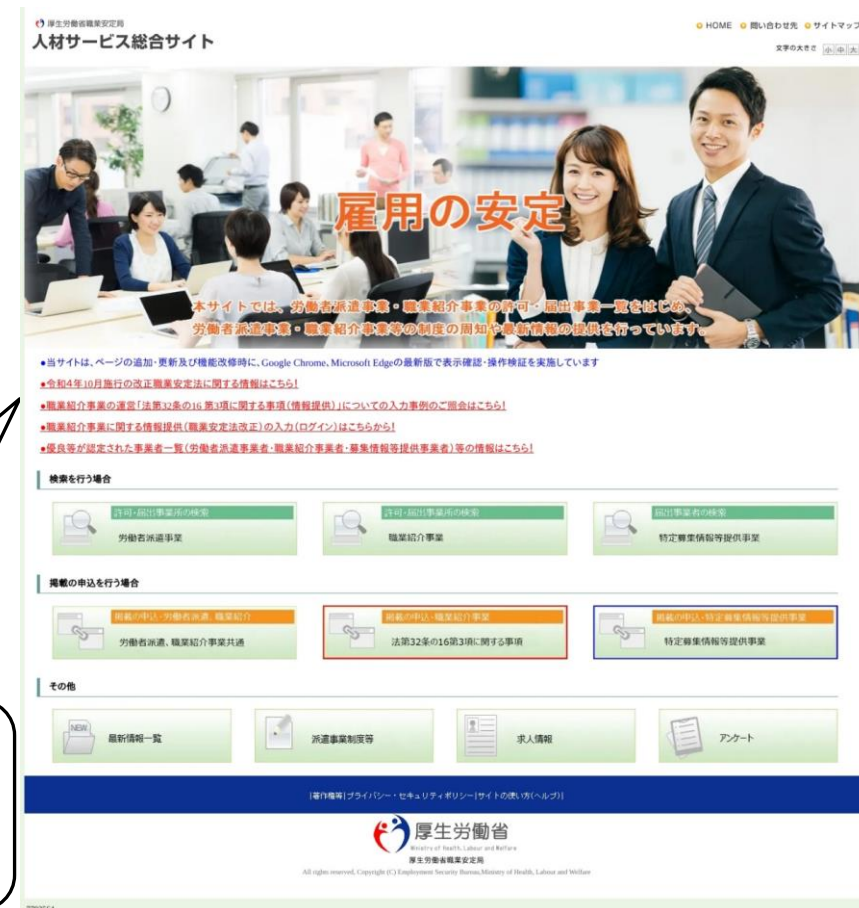 厚生労働省職業安定局
人材サービス総合サイト
HOME 問い合わせ先 サイトマップ
文字の大きさ 小 中 大
雇用の安定
本サイトでは、労働者派遣事業・職業紹介事業の許可・届出事業一覧をはじめ、
労働者派遣事業・職業紹介事業等の制度の周知や最新情報の提供を行っています。
●当サイトは、ページの追加・更新及び機能改修時に、Google Chrome、Microsoft Edgeの最新版で表示確認・操作検証を実施しています
●令和4年10月施行の改正職業安定法に関する情報はこちら!
●職業紹介事業の運営「法第32条の16 第3項に関する事項(情報提供)」についての入力事例のご照会はこちら!
●職業紹介事業に関する情報提供(職業安定法改正)の入力(ログイン)はこちらから!
●優良等が認定された事業者一覧(労働者派遣事業者・職業紹介事業者・募集情報等提供事業者)等の情報はこちら!
検索を行う場合
許可・届出事業所の検索
労働者派遣事業
許可・届出事業所の検索
職業紹介事業
届出事業者の検索
特定募集情報等提供事業
掲載の申込を行う場合
掲載の申込・労働者派遣、職業紹介
労働者派遣、職業紹介事業共通
掲載の申込・職業紹介事業
法第32条の16第3項に関する事項
掲載の申込・特定募集情報等提供事業
特定募集情報等提供事業
その他
NEW
最新情報一覧
派遣事業制度等
求人情報
アンケート
|著作権等|プライバシー・セキュリティポリシー|サイトの使い方(ヘルプ)|
厚生労働省
Ministry of Health, Labour and Welfare
厚生労働省職業安定局
All rights reserved, Copyright (C) Employment Security Bureau,Ministry of Health, Labour and Welfare